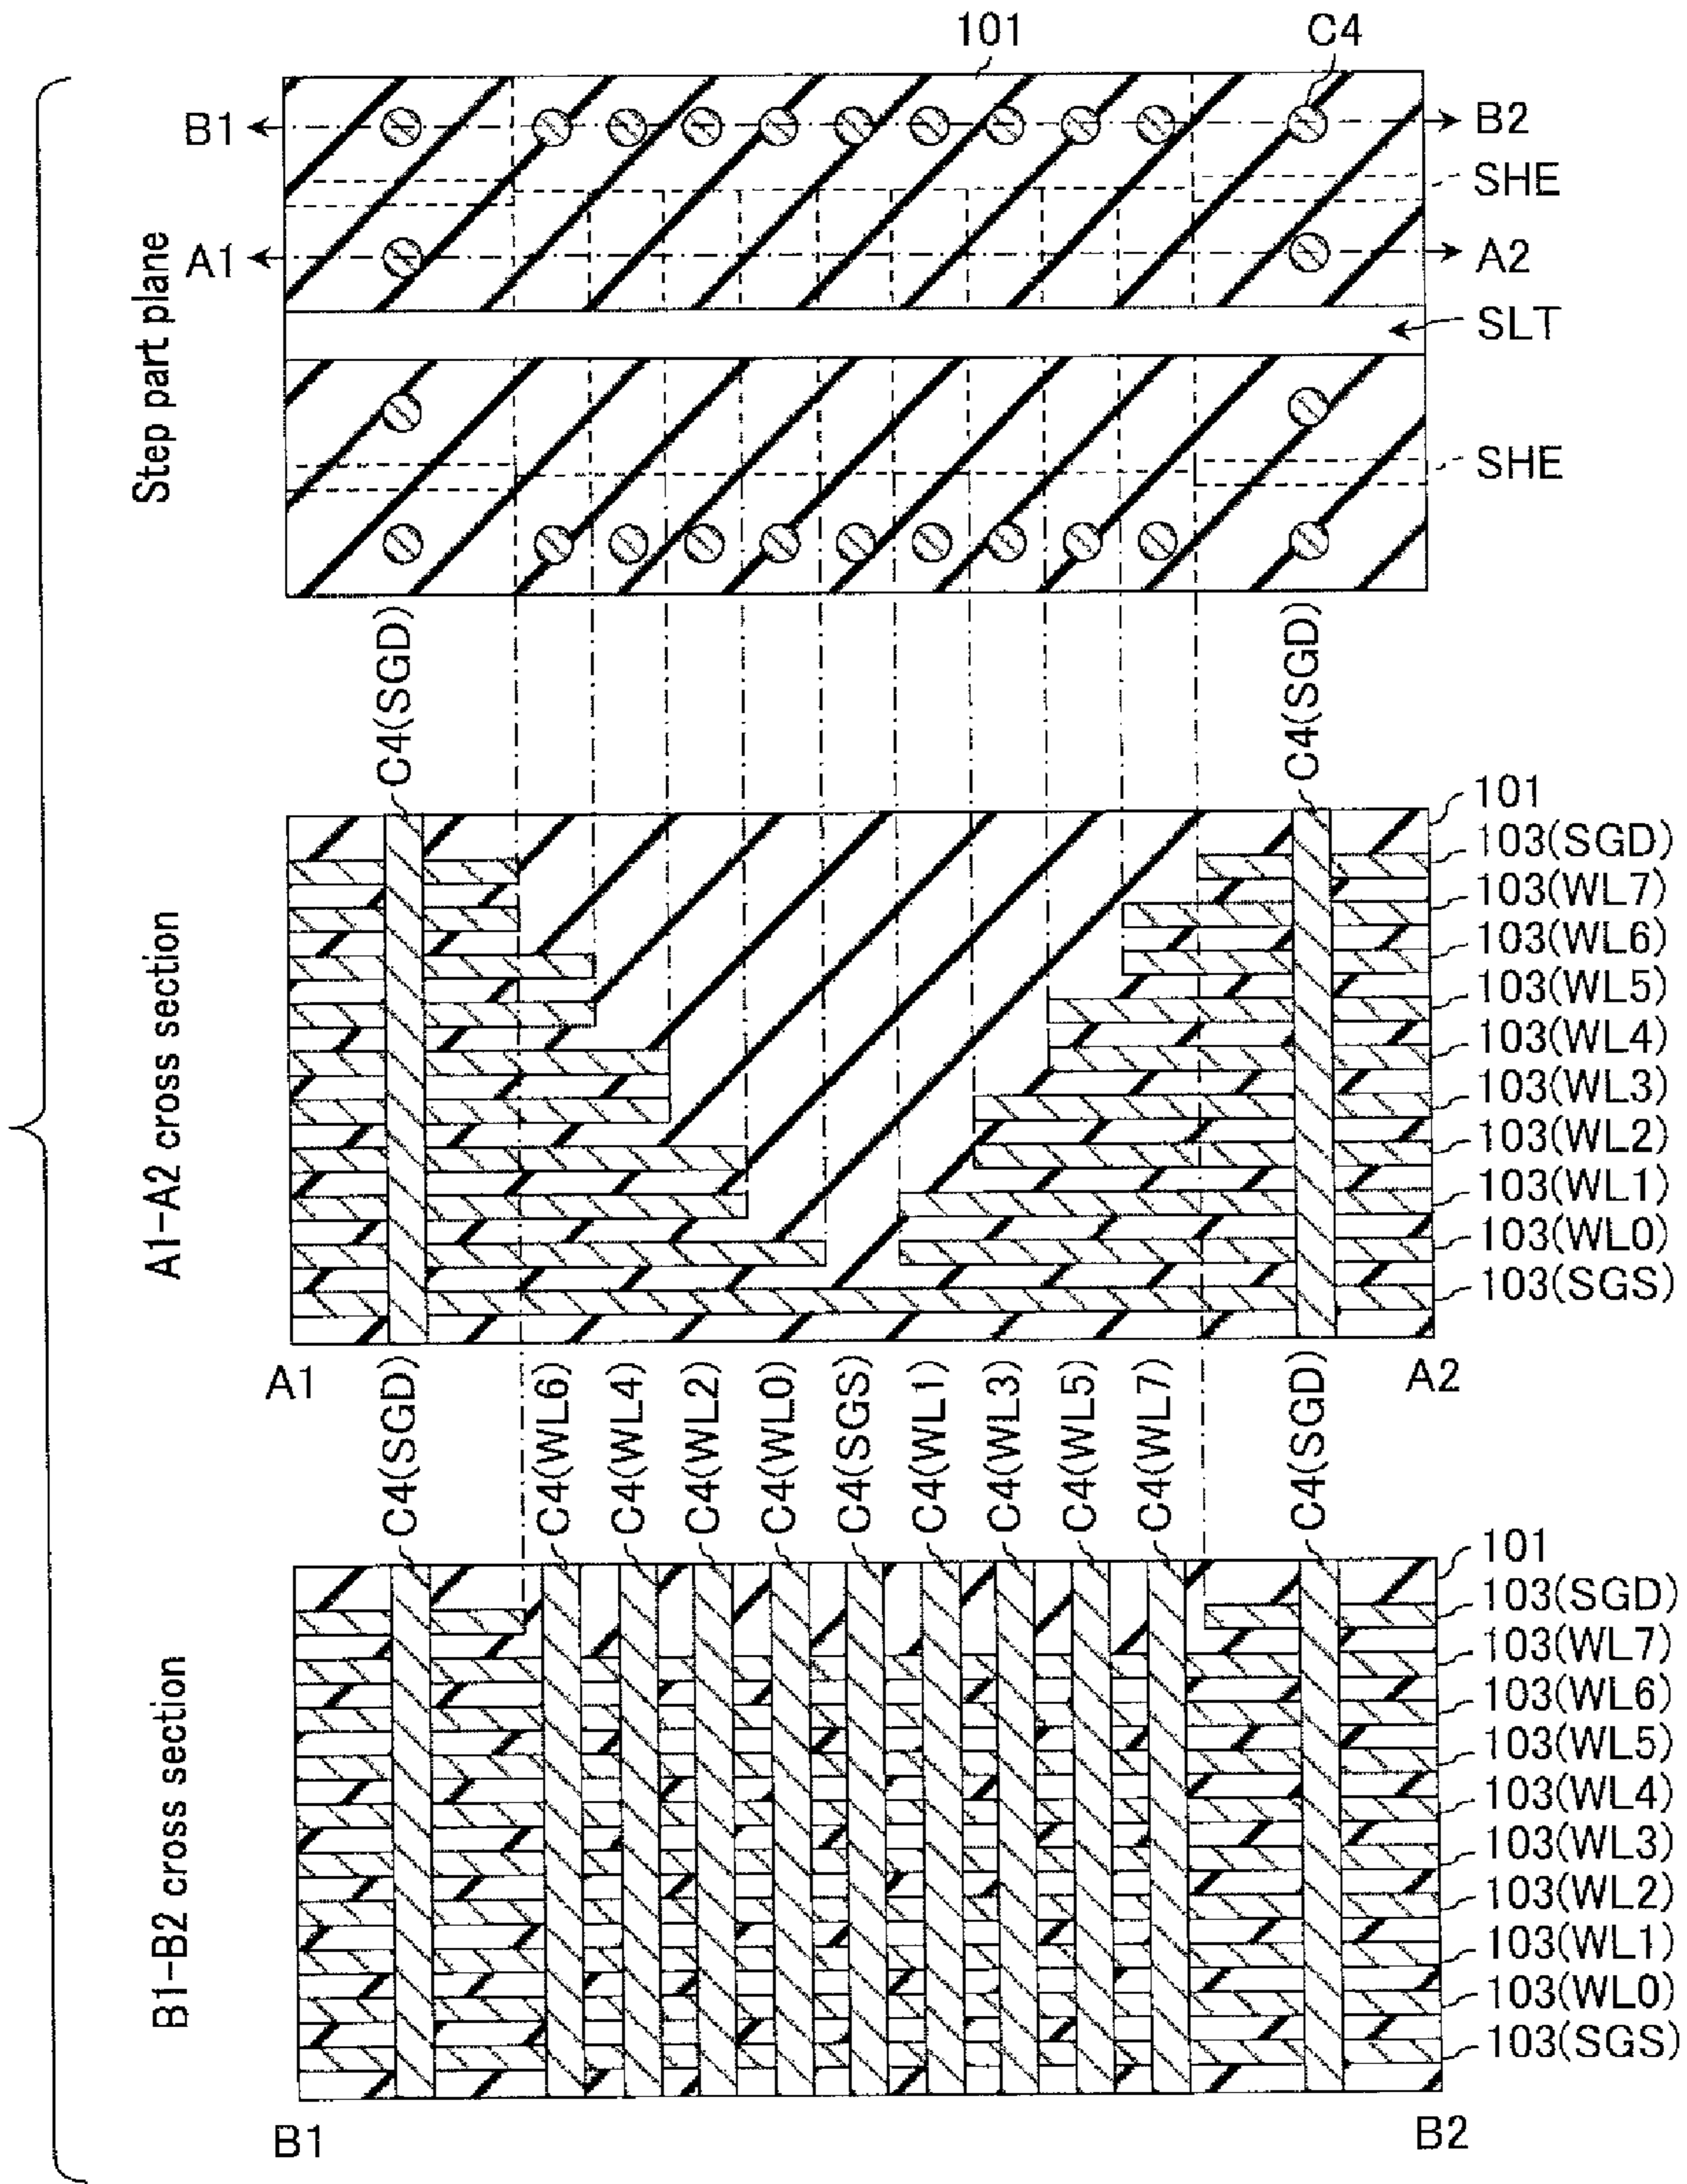 101
C4
B1
B2
SHE
A1
A2
SLT
SHE
Step part plane
C4(SGD)
C4(SGD)
101
103(SGD)
103(WL7)
103(WL6)
103(WL5)
103(WL4)
103(WL3)
103(WL2)
103(WL1)
103(WL0)
103(SGS)
A1-A2 cross section
A1
A2
C4(SGD)
C4(WL6)
C4(WL4)
C4(WL2)
C4(WL0)
C4(SGS)
C4(WL1)
C4(WL3)
C4(WL5)
C4(WL7)
C4(SGD)
101
103(SGD)
103(WL7)
103(WL6)
103(WL5)
103(WL4)
103(WL3)
103(WL2)
103(WL1)
103(WL0)
103(SGS)
B1-B2 cross section
B1
B2